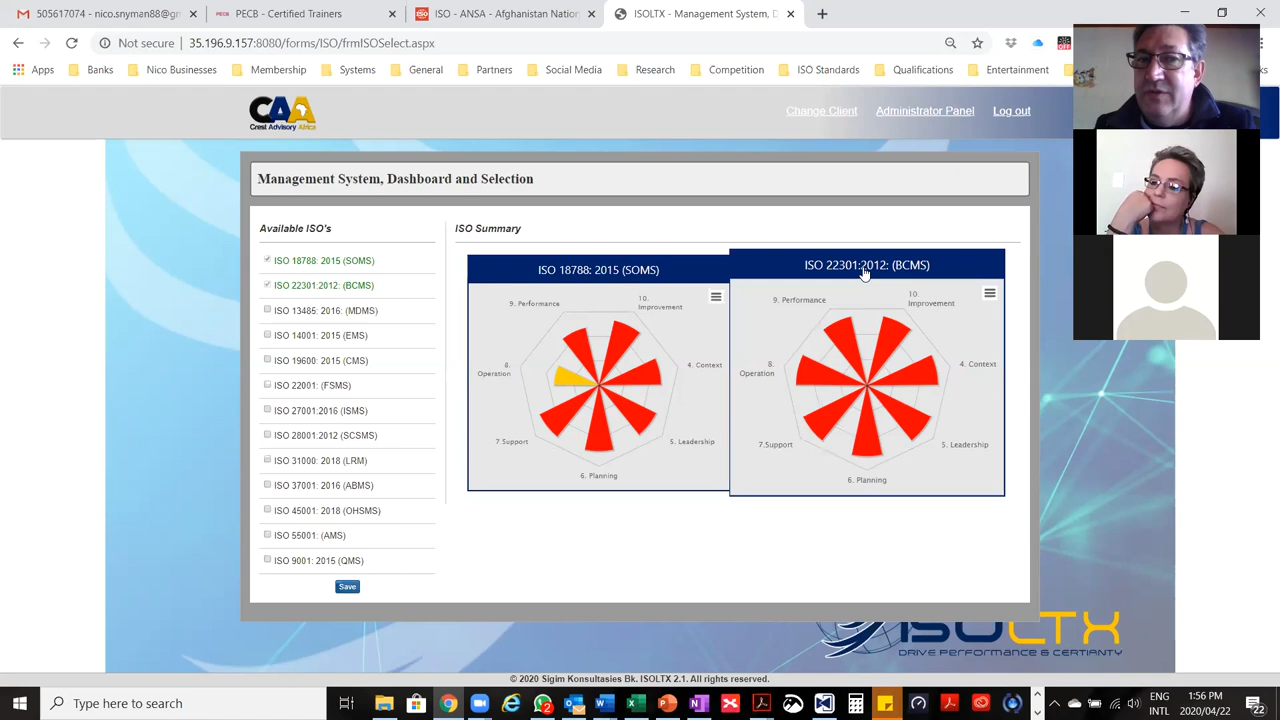 505617074 - nico.snyman88@gm
PECB - Certified Trainers
ISO - ANSA - Afghanistan Nation
ISOLTX - Management System, D
Not secure
35.196.9.157:8080/forms/ISO/frmIsoSelect.aspx
Apps
Banks
Nico Businesses
Membership
Systems
General
Partners
Social Media
Research
Competition
ISO Standards
Qualifications
Entertainment
CAA
Crest Advisory Africa
Change Client
Administrator Panel
Log out
Management System, Dashboard and Selection
Available ISO's
ISO 18788: 2015 (SOMS)
ISO 22301:2012: (BCMS)
ISO 13485: 2016: (MDMS)
ISO 14001: 2015 (EMS)
ISO 19600: 2015 (CMS)
ISO 22001: (FSMS)
ISO 27001:2016 (ISMS)
ISO 28001:2012 (SCSMS)
ISO 31000: 2018 (LRM)
ISO 37001: 2016 (ABMS)
ISO 45001: 2018 (OHSMS)
ISO 55001: (AMS)
ISO 9001: 2015 (QMS)
Save
ISO Summary
ISO 18788: 2015 (SOMS)
9. Performance
10.
Improvement
8.
Operation
4. Context
7.Support
5. Leadership
6. Planning
ISO 22301:2012: (BCMS)
9. Performance
10.
Improvement
8.
Operation
4. Context
7.Support
5. Leadership
6. Planning
ISOLTX
DRIVE PERFORMANCE & CERTIANTY
© 2020 Sigim Konsultasies Bk. ISOLTX 2.1. All rights reserved.
Type here to search
ENG
INTL
1:56 PM
2020/04/22
22